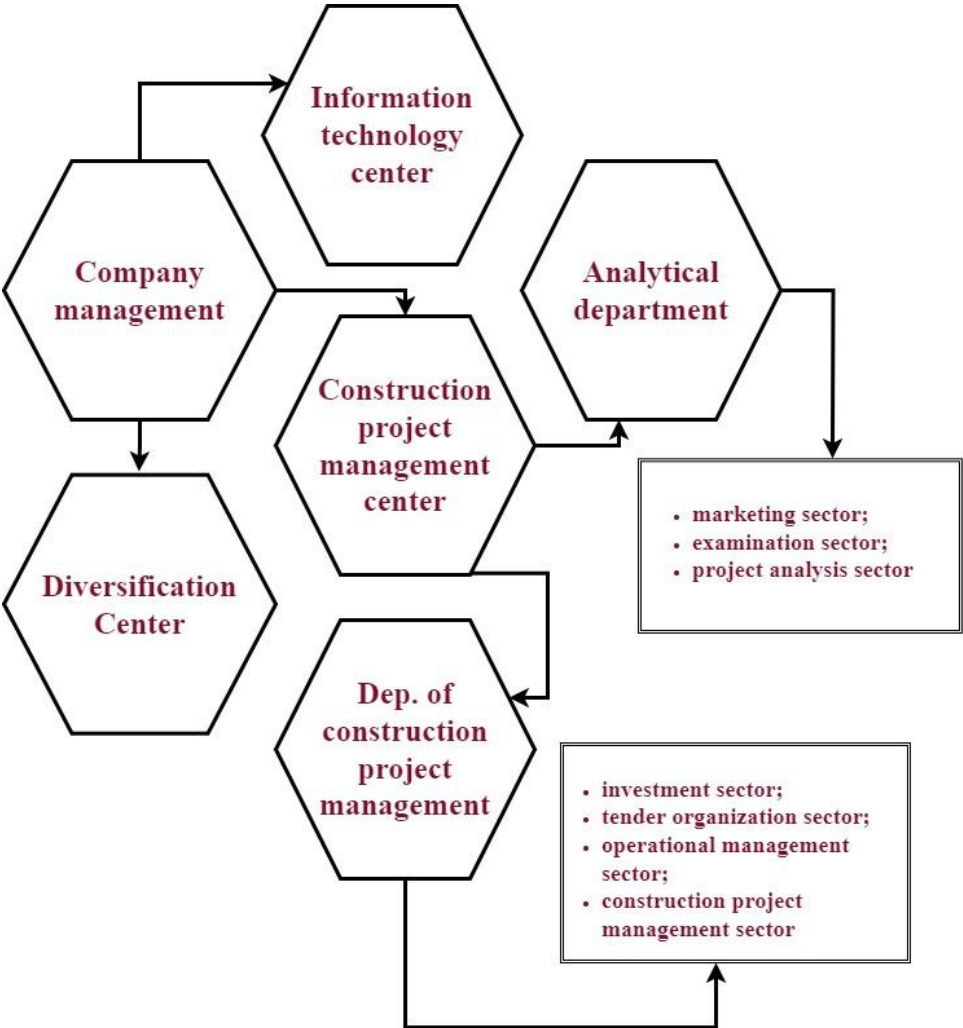 Information
technology
center
Company
management
Analytical
department
Construction
project
management
center
• marketing sector;
• examination sector;
• project analysis sector
Diversification
Center
Dep. of
construction
project
management
• investment sector;
• tender organization sector;
• operational management
sector;
• construction project
management sector